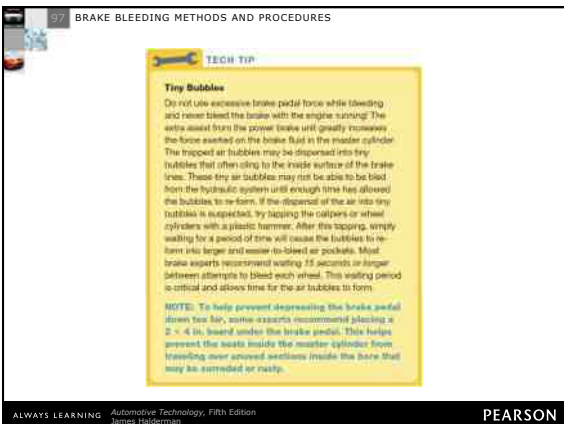 97 BRAKE BLEEDING METHODS AND PROCEDURES
TECH TIP
Tiny Bubbles
Do not use excessive brake pedal force while bleeding
and never bleed the brake with the engine running! The
extra assist from the power brake unit greatly increases
the force exerted on the brake fluid in the master cylinder.
The trapped air bubbles may be dispersed into tiny
bubbles that often cling to the inside surface of the brake
lines. These tiny air bubbles may not be able to be bled
from the hydraulic system until enough time has allowed
the bubbles to re-form. If the dispersal of the air into tiny
bubbles is suspected, try tapping the calipers or wheel
cylinders with a plastic hammer. After this tapping, simply
waiting for a period of time will cause the bubbles to re-
form into larger and easier-to-bleed air pockets. Most
brake experts recommend waiting 15 seconds or longer
between attempts to bleed each wheel. This waiting period
is critical and allows time for the air bubbles to form.
NOTE: To help prevent depressing the brake pedal
down too far, some experts recommend placing a
2 × 4 in. board under the brake pedal. This helps
prevent the seals inside the master cylinder from
traveling over unused sections inside the bore that
may be corroded or rusty.
ALWAYS LEARNING
Automotive Technology, Fifth Edition
James Halderman
PEARSON